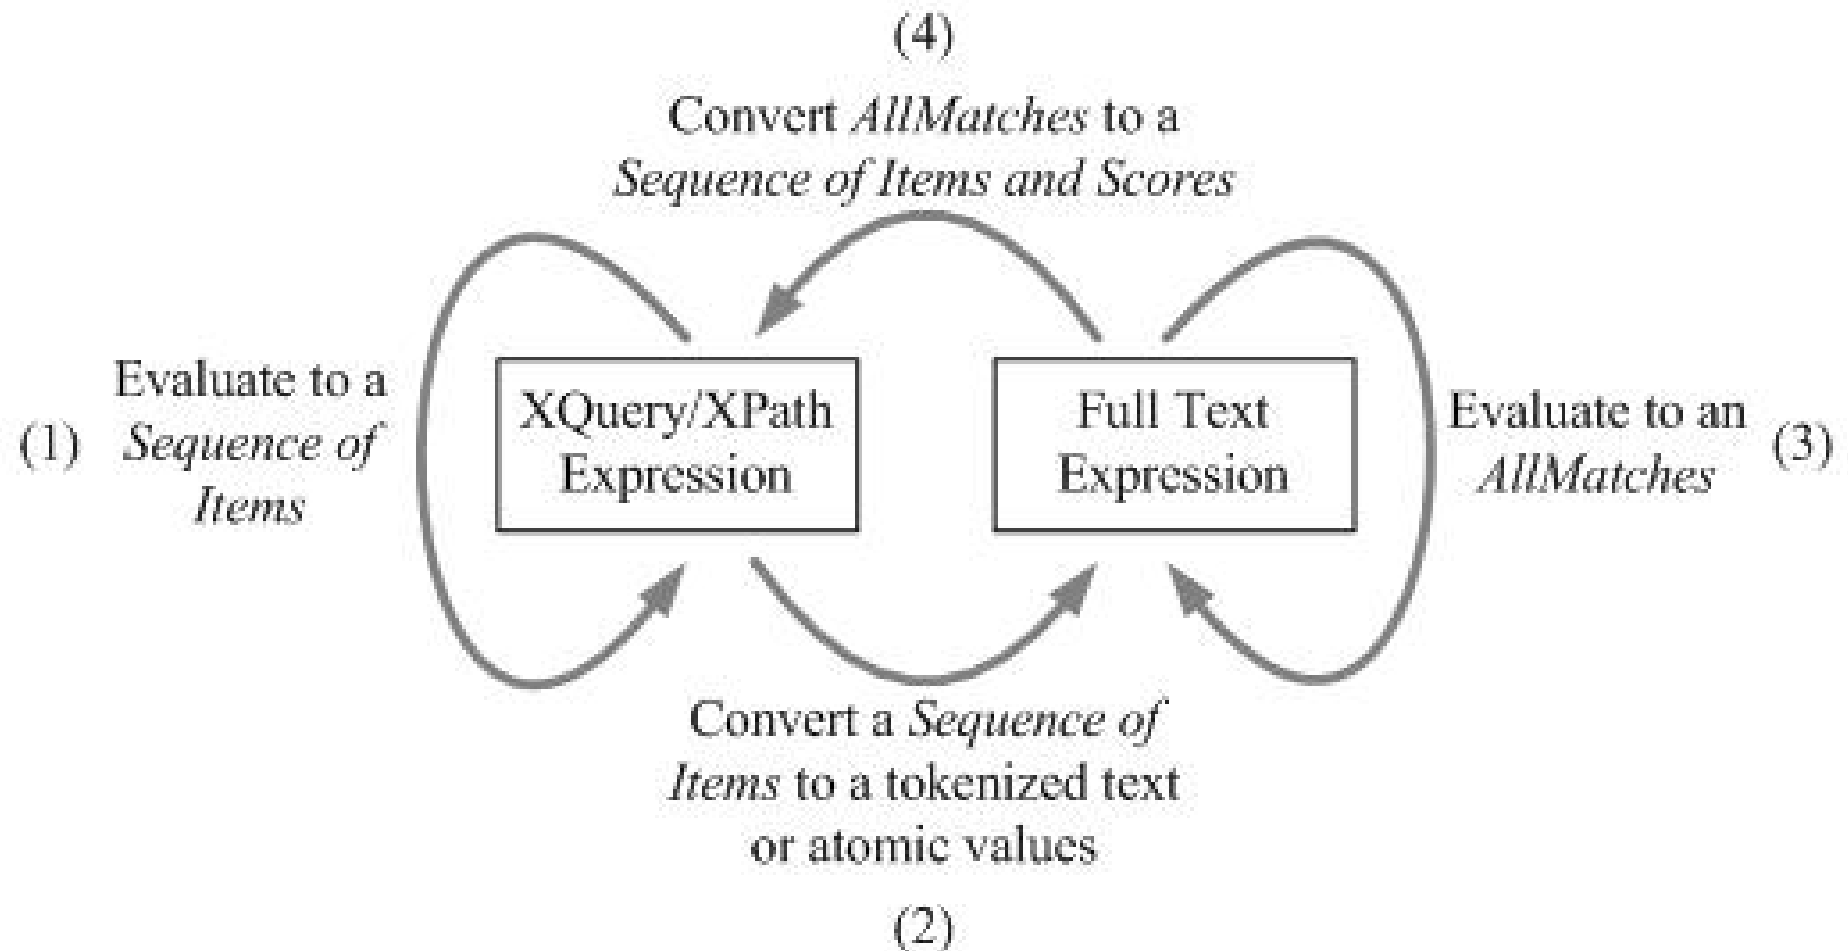 (4)
Convert AllMatches to a
Sequence of Items and Scores
Evaluate to a
(1) Sequence of
Items
XQuery/XPath
Expression
Full Text
Expression
Evaluate to an
AllMatches
(3)
Convert a Sequence of
Items to a tokenized text
or atomic values
(2)